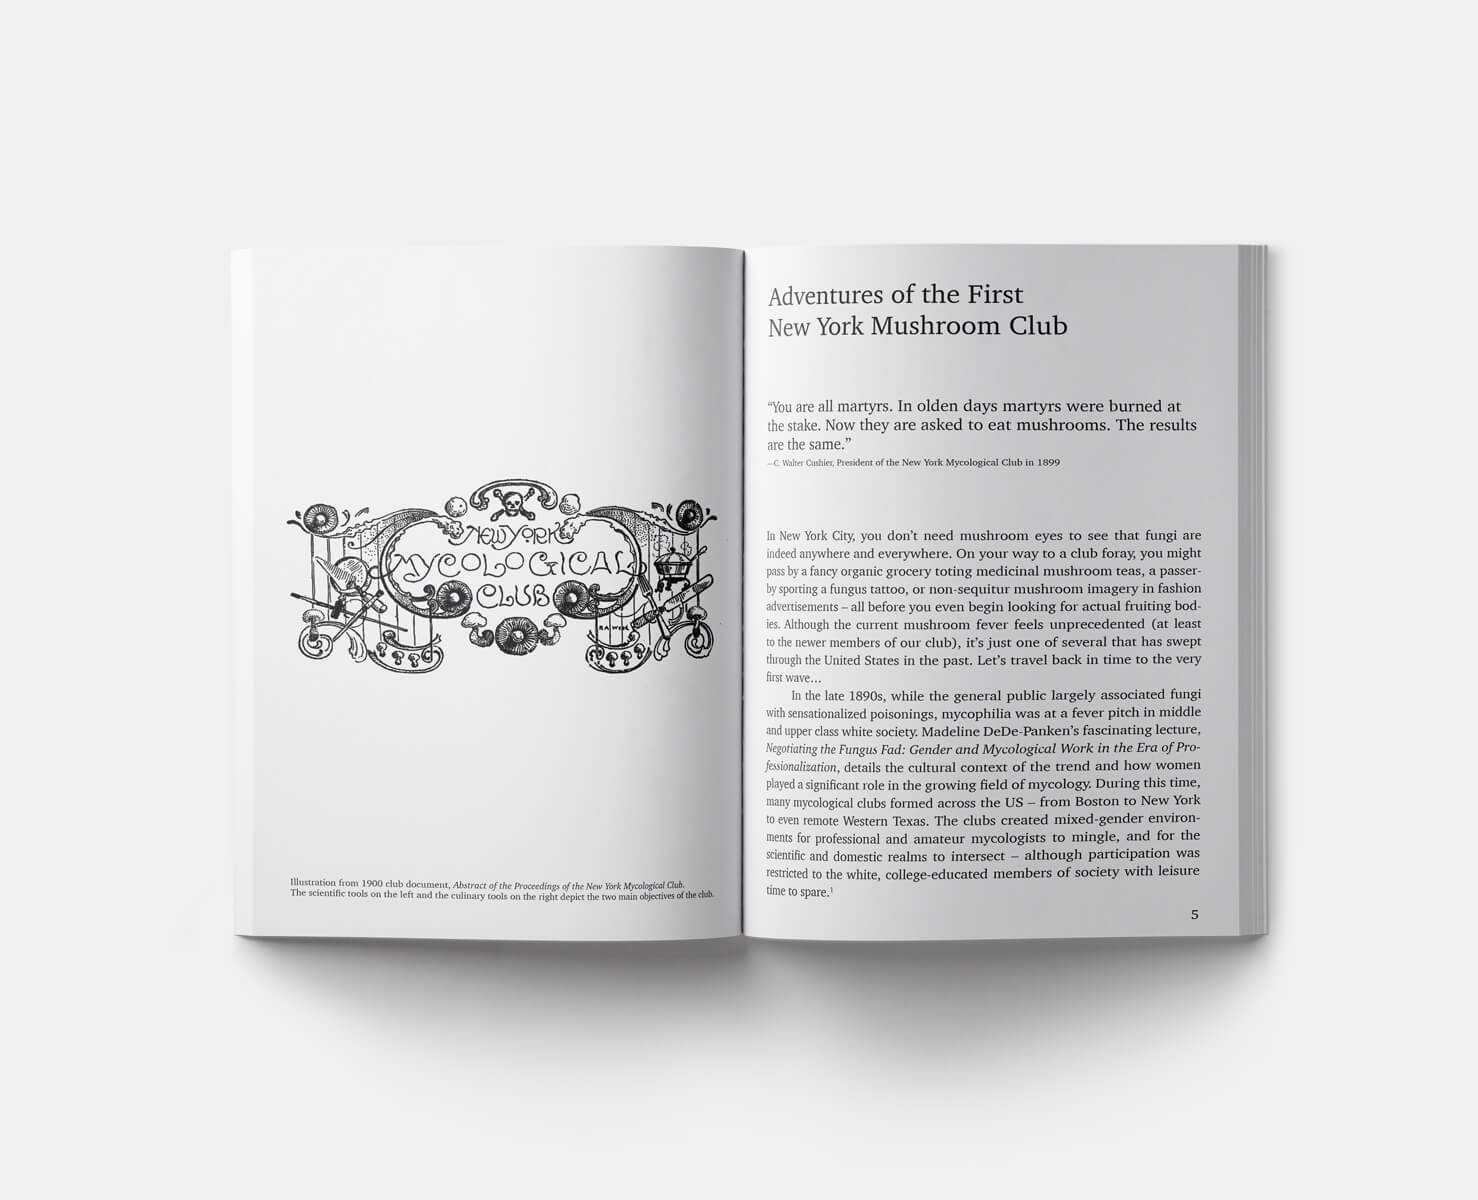 NEW YORK
MYCOLOGICAL
CLUB
R.A. WEEK
Illustration from 1900 club document, Abstract of the Proceedings of the New York Mycological Club.
The scientific tools on the left and the culinary tools on the right depict the two main objectives of the club.
Adventures of the First
New York Mushroom Club
“You are all martyrs. In olden days martyrs were burned at
the stake. Now they are asked to eat mushrooms. The results
are the same.”
—C. Walter Cushier, President of the New York Mycological Club in 1899
In New York City, you don’t need mushroom eyes to see that fungi are
indeed anywhere and everywhere. On your way to a club foray, you might
pass by a fancy organic grocery toting medicinal mushroom teas, a passer-
by sporting a fungus tattoo, or non-sequitur mushroom imagery in fashion
advertisements – all before you even begin looking for actual fruiting bod-
ies. Although the current mushroom fever feels unprecedented (at least
to the newer members of our club), it’s just one of several that has swept
through the United States in the past. Let’s travel back in time to the very
first wave…
In the late 1890s, while the general public largely associated fungi
with sensationalized poisonings, mycophilia was at a fever pitch in middle
and upper class white society. Madeline DeDe-Panken’s fascinating lecture,
Negotiating the Fungus Fad: Gender and Mycological Work in the Era of Pro-
fessionalization, details the cultural context of the trend and how women
played a significant role in the growing field of mycology. During this time,
many mycological clubs formed across the US – from Boston to New York
to even remote Western Texas. The clubs created mixed-gender environ-
ments for professional and amateur mycologists to mingle, and for the
scientific and domestic realms to intersect – although participation was
restricted to the white, college-educated members of society with leisure
time to spare.¹
5